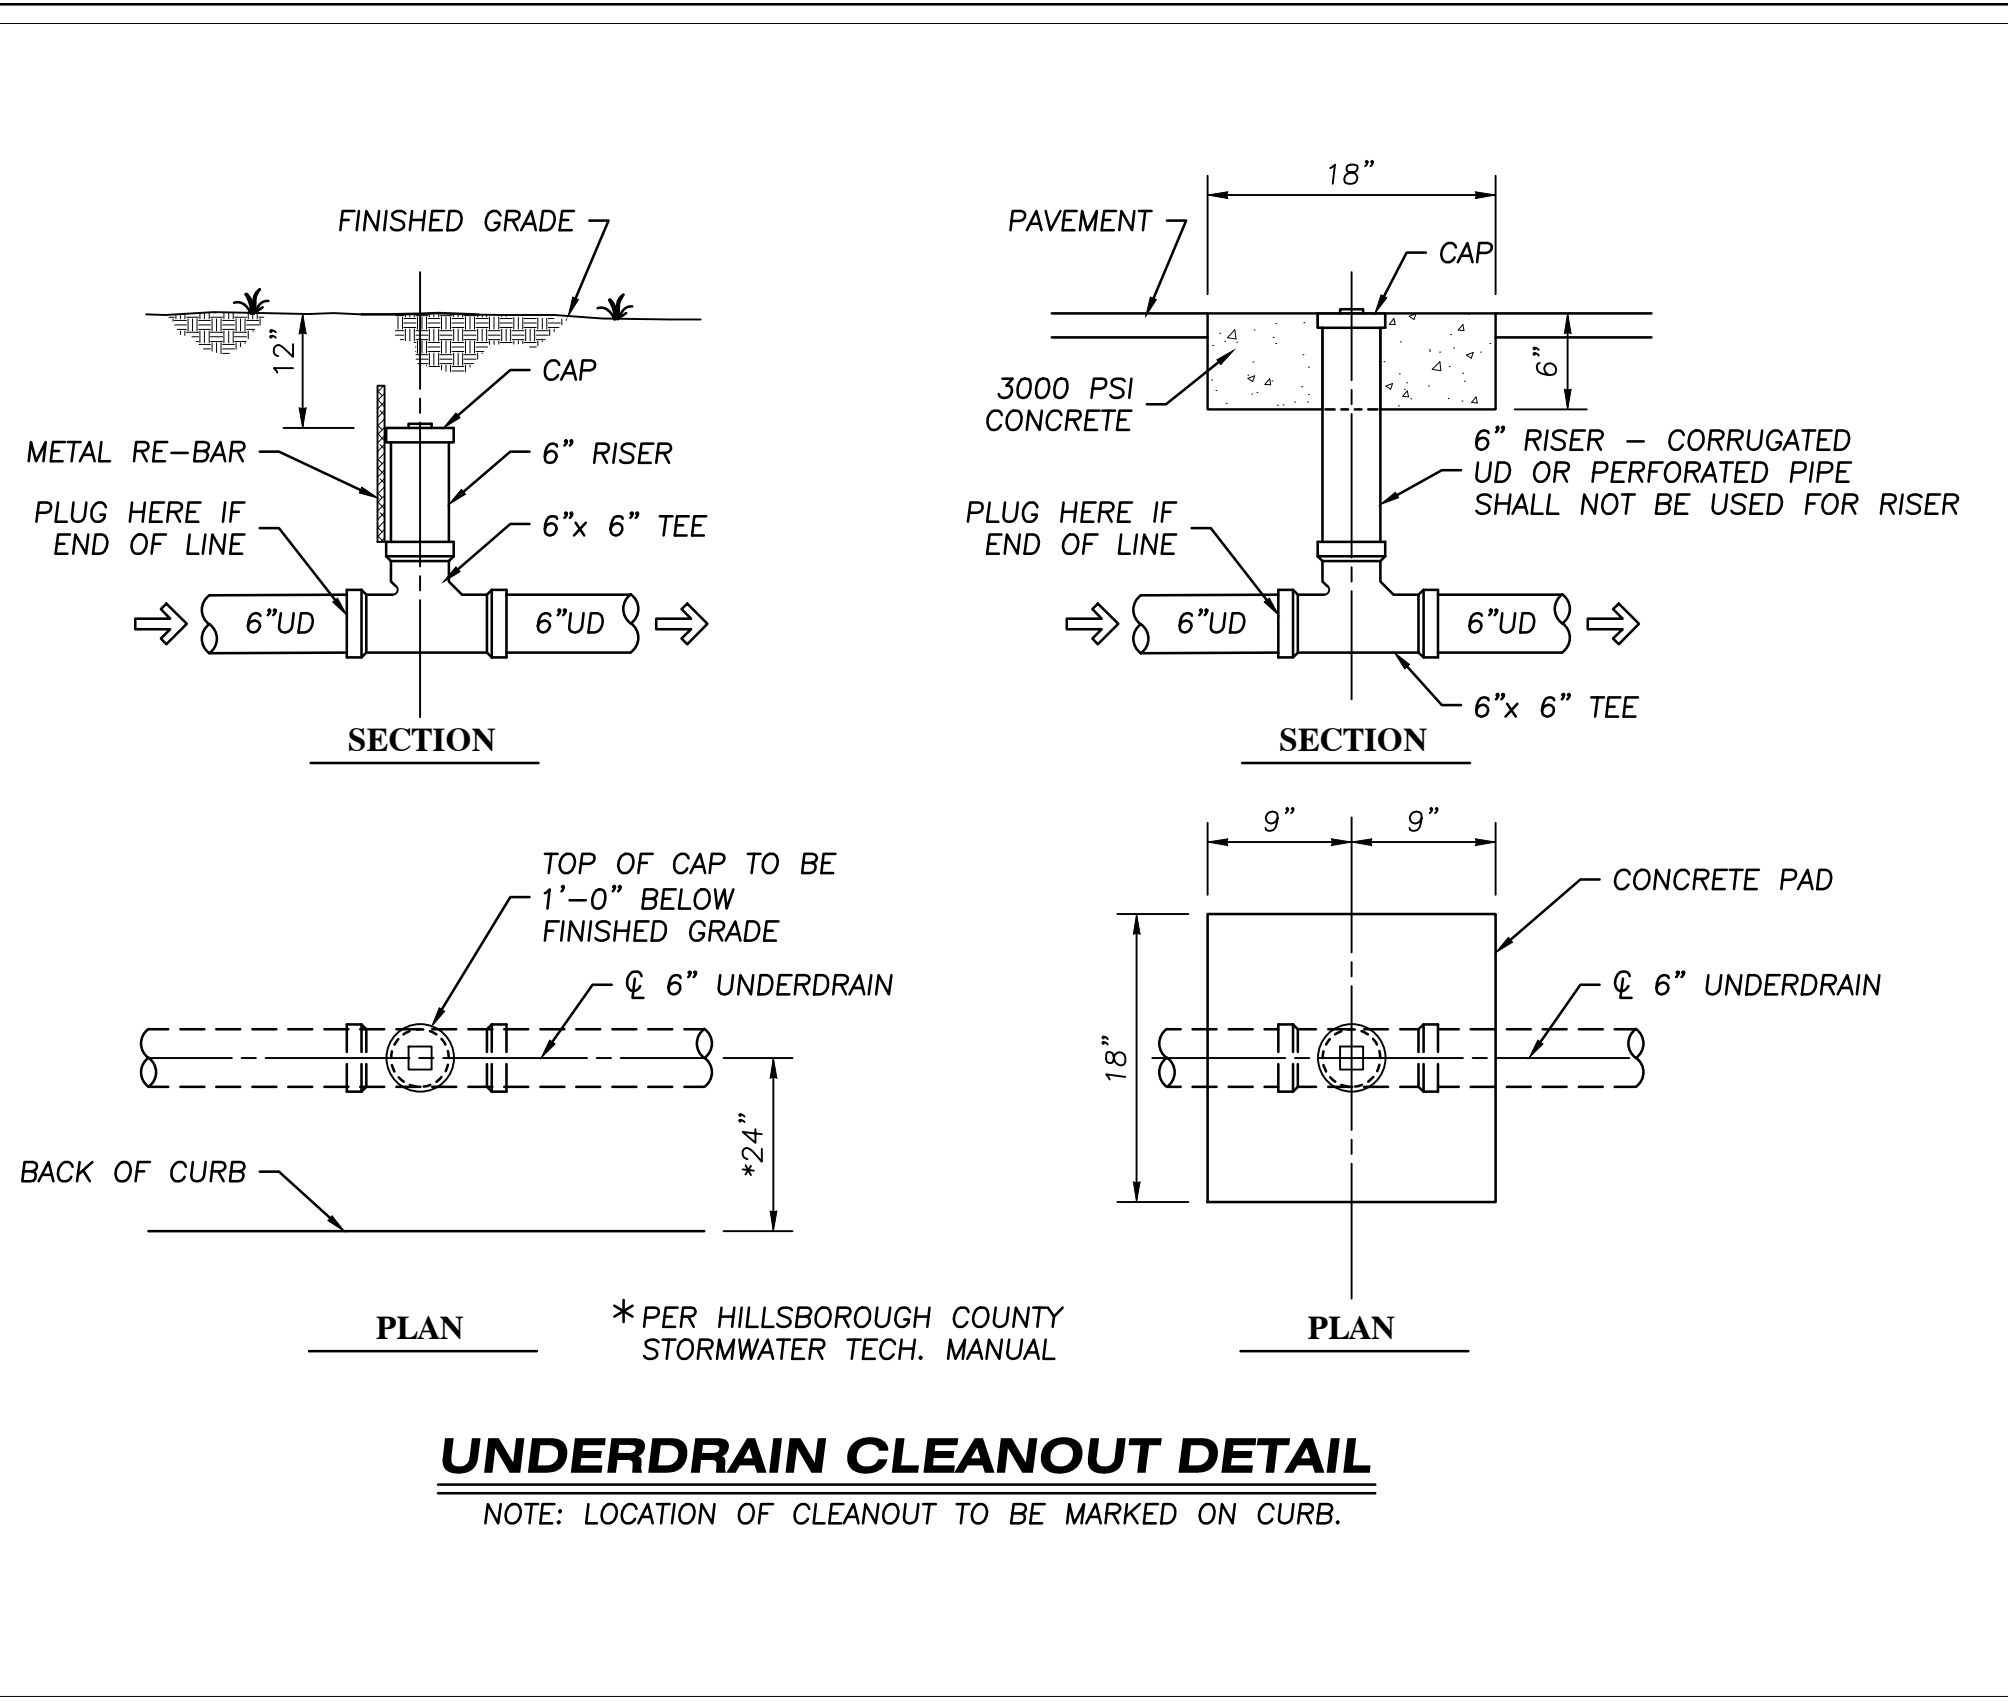 FINISHED GRADE
12"
CAP
METAL RE-BAR
6" RISER
PLUG HERE IF
END OF LINE
6"x 6" TEE
6"UD
6"UD
SECTION
18"
PAVEMENT
CAP
3000 PSI
CONCRETE
6"
6" RISER - CORRUGATED
UD OR PERFORATED PIPE
SHALL NOT BE USED FOR RISER
PLUG HERE IF
END OF LINE
6"UD
6"UD
6"x 6" TEE
SECTION
TOP OF CAP TO BE
1'-0" BELOW
FINISHED GRADE
℄ 6" UNDERDRAIN
*24"
BACK OF CURB
PLAN
* PER HILLSBOROUGH COUNTY
STORMWATER TECH. MANUAL
9"
9"
CONCRETE PAD
℄ 6" UNDERDRAIN
18"
PLAN
UNDERDRAIN CLEANOUT DETAIL
NOTE: LOCATION OF CLEANOUT TO BE MARKED ON CURB.